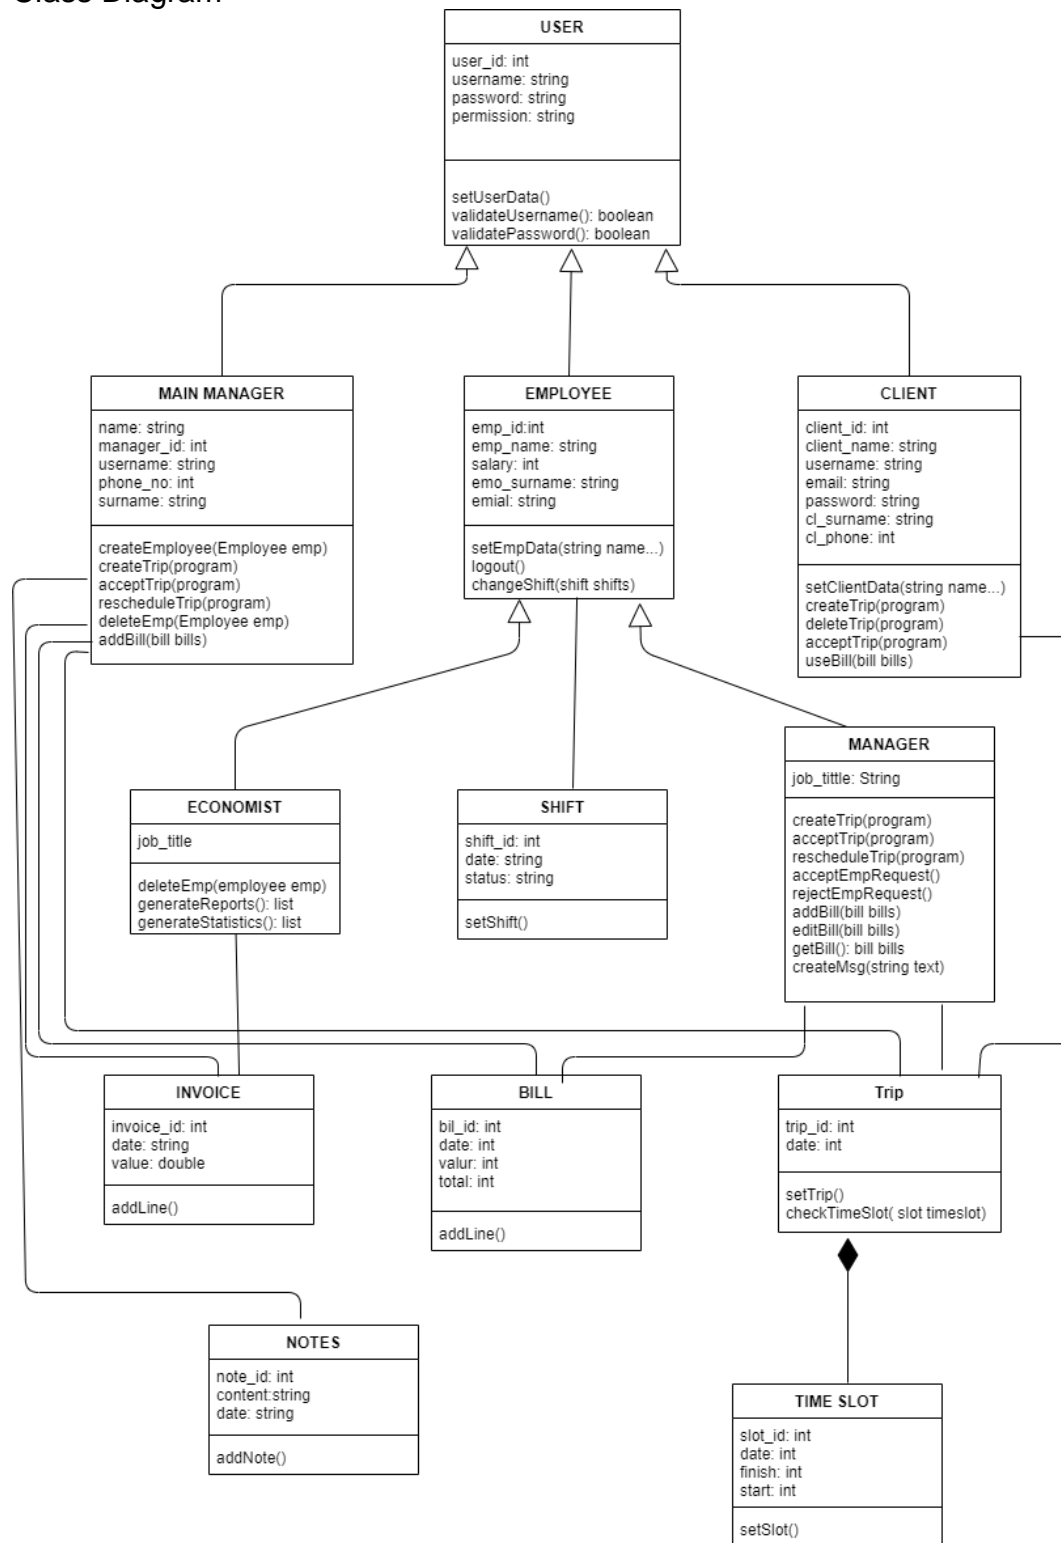 Class Diagram
USER
user_id: int
username: string
password: string
permission: string
setUserData()
validateUsername(): boolean
validatePassword(): boolean
MAIN MANAGER
name: string
manager_id: int
username: string
phone_no: int
surname: string
createEmployee(Employee emp)
createTrip(program)
acceptTrip(program)
rescheduleTrip(program)
deleteEmp(Employee emp)
addBill(bill bills)
EMPLOYEE
emp_id:int
emp_name: string
salary: int
emo_surname: string
emial: string
setEmpData(string name...)
logout()
changeShift(shift shifts)
CLIENT
client_id: int
client_name: string
username: string
email: string
password: string
cl_surname: string
cl_phone: int
setClientData(string name...)
createTrip(program)
deleteTrip(program)
acceptTrip(program)
useBill(bill bills)
ECONOMIST
job_title
deleteEmp(employee emp)
generateReports(): list
generateStatistics(): list
SHIFT
shift_id: int
date: string
status: string
setShift()
MANAGER
job_tittle: String
createTrip(program)
acceptTrip(program)
rescheduleTrip(program)
acceptEmpRequest()
rejectEmpRequest()
addBill(bill bills)
editBill(bill bills)
getBill(): bill bills
createMsg(string text)
INVOICE
invoice_id: int
date: string
value: double
addLine()
BILL
bil_id: int
date: int
valur: int
total: int
addLine()
Trip
trip_id: int
date: int
setTrip()
checkTimeSlot( slot timeslot)
NOTES
note_id: int
content:string
date: string
addNote()
TIME SLOT
slot_id: int
date: int
finish: int
start: int
setSlot()